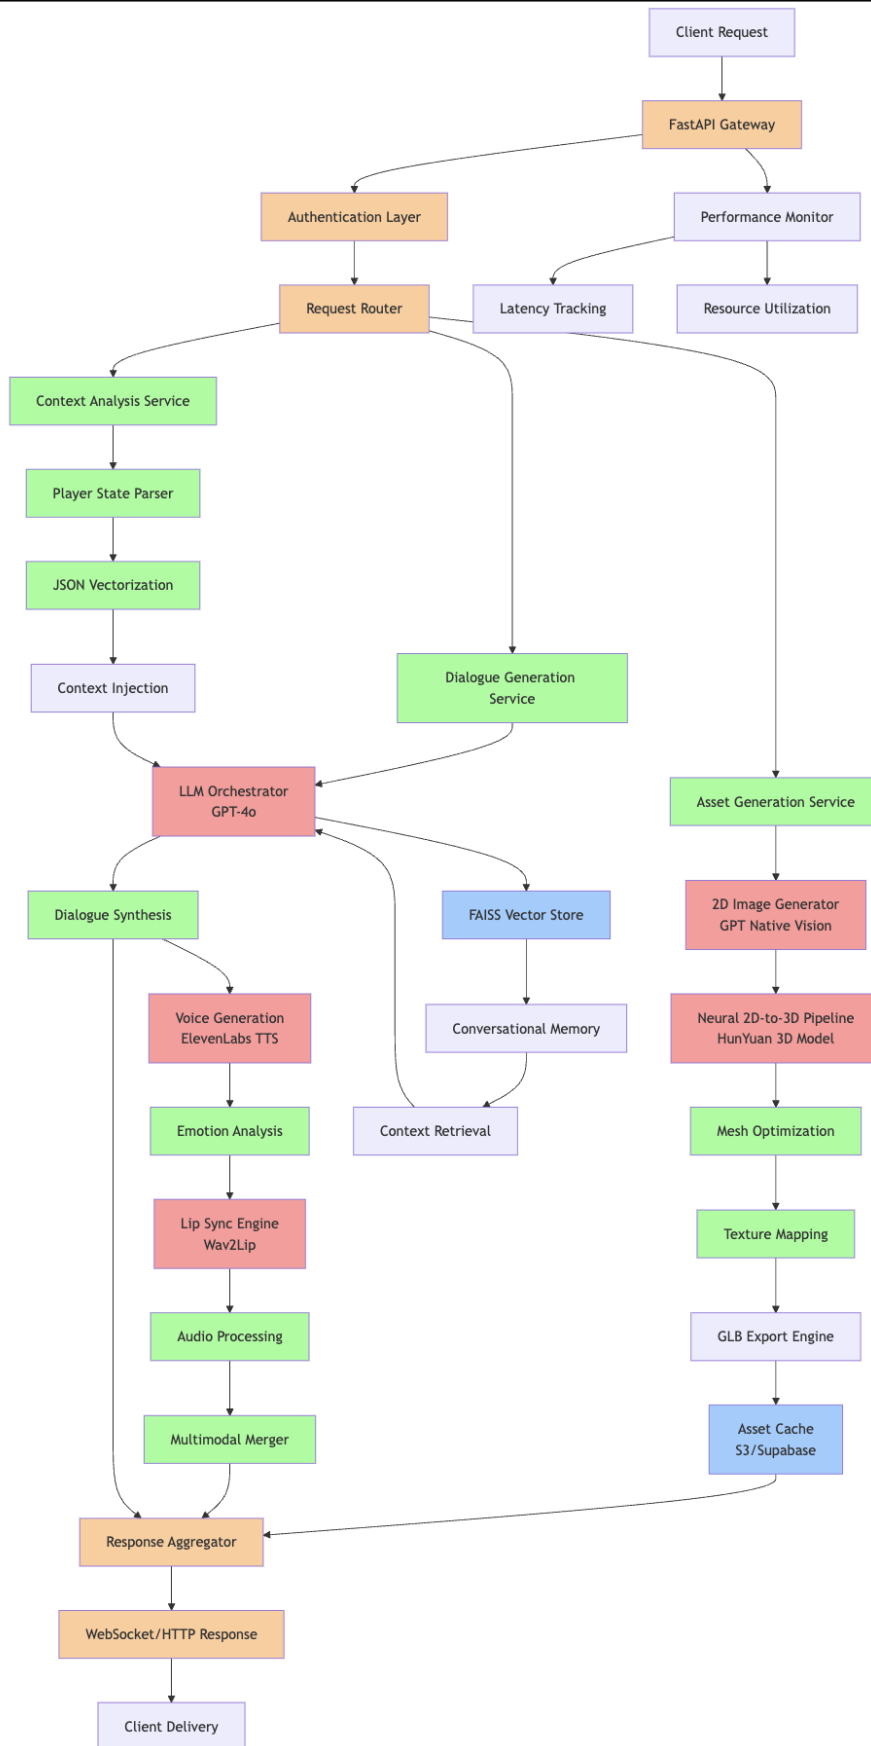 Client Request
FastAPI Gateway
Authentication Layer
Performance Monitor
Request Router
Latency Tracking
Resource Utilization
Context Analysis Service
Player State Parser
JSON Vectorization
Context Injection
Dialogue Generation
Service
LLM Orchestrator
GPT-4o
Asset Generation Service
Dialogue Synthesis
FAISS Vector Store
2D Image Generator
GPT Native Vision
Voice Generation
ElevenLabs TTS
Conversational Memory
Neural 2D-to-3D Pipeline
HunYuan 3D Model
Emotion Analysis
Context Retrieval
Mesh Optimization
Lip Sync Engine
Wav2Lip
Texture Mapping
Audio Processing
GLB Export Engine
Multimodal Merger
Asset Cache
S3/Supabase
Response Aggregator
WebSocket/HTTP Response
Client Delivery